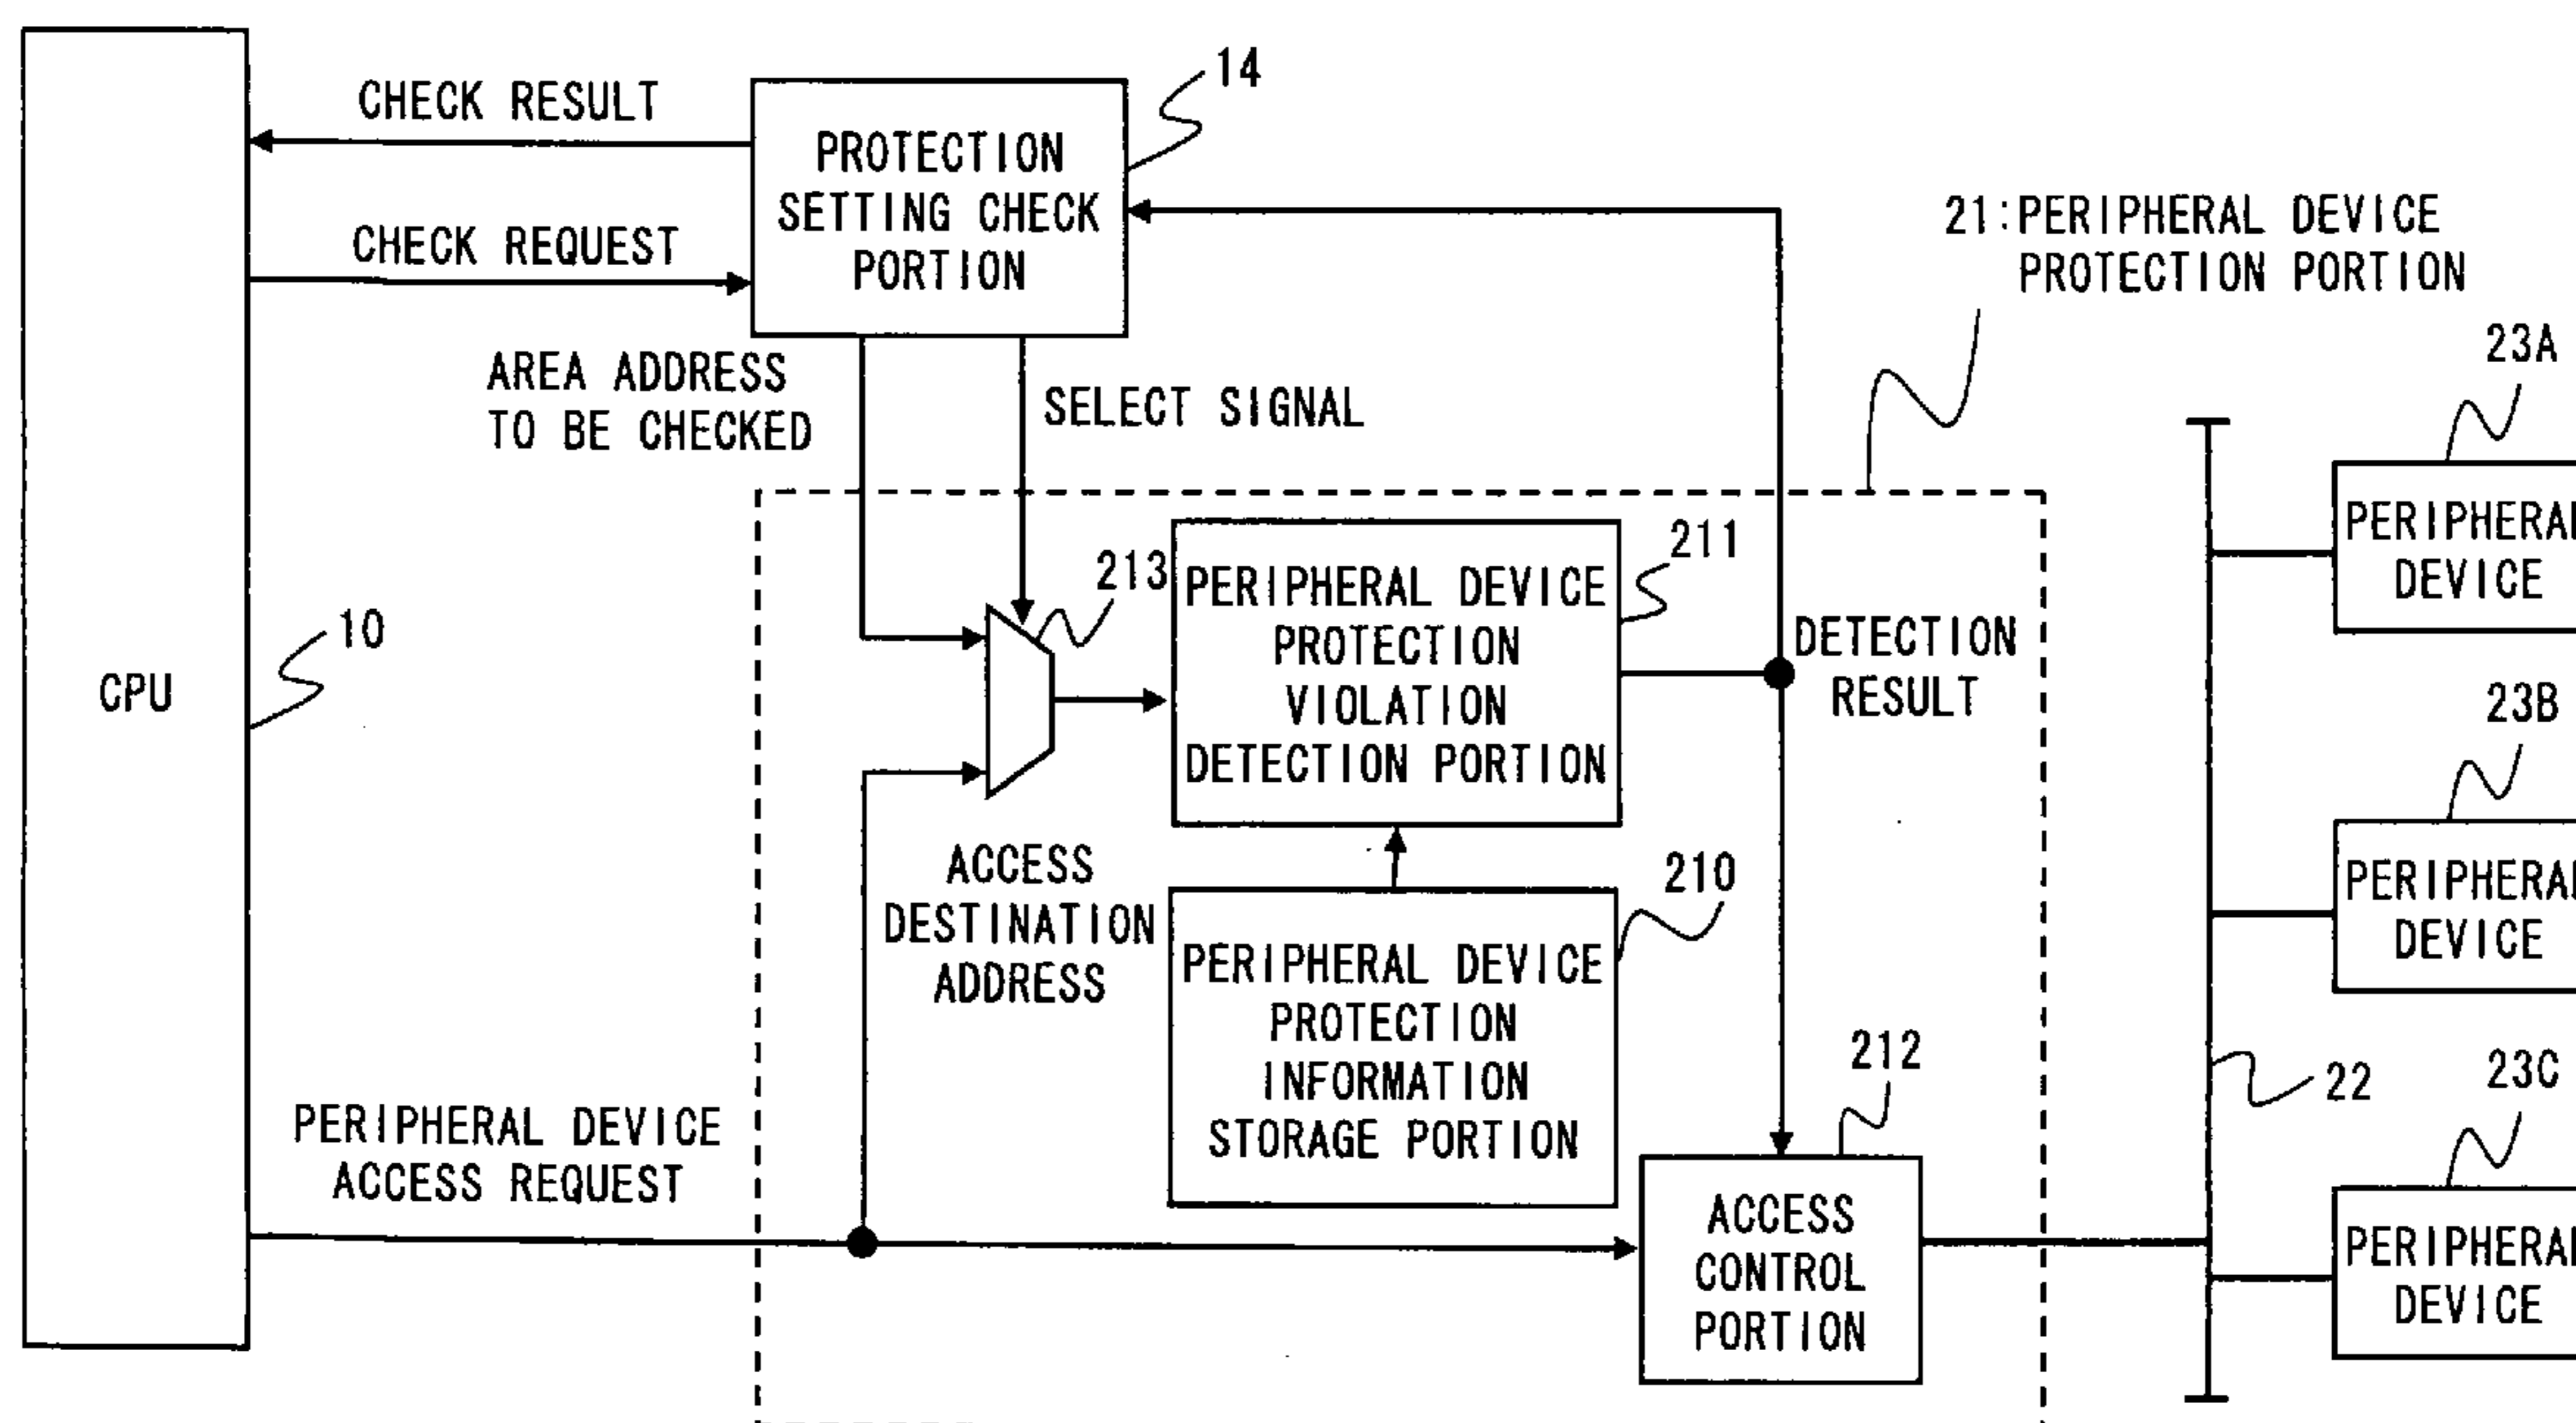 14
CHECK RESULT
PROTECTION
SETTING CHECK
PORTION
CHECK REQUEST
21:PERIPHERAL DEVICE
PROTECTION PORTION
AREA ADDRESS
TO BE CHECKED
SELECT SIGNAL
23A
PERIPHERAL
DEVICE
213
211
PERIPHERAL DEVICE
PROTECTION
VIOLATION
DETECTION PORTION
10
CPU
DETECTION
RESULT
23B
PERIPHERAL
DEVICE
ACCESS
DESTINATION
ADDRESS
210
PERIPHERAL DEVICE
PROTECTION
INFORMATION
STORAGE PORTION
212
22
23C
PERIPHERAL DEVICE
ACCESS REQUEST
ACCESS
CONTROL
PORTION
PERIPHERAL
DEVICE